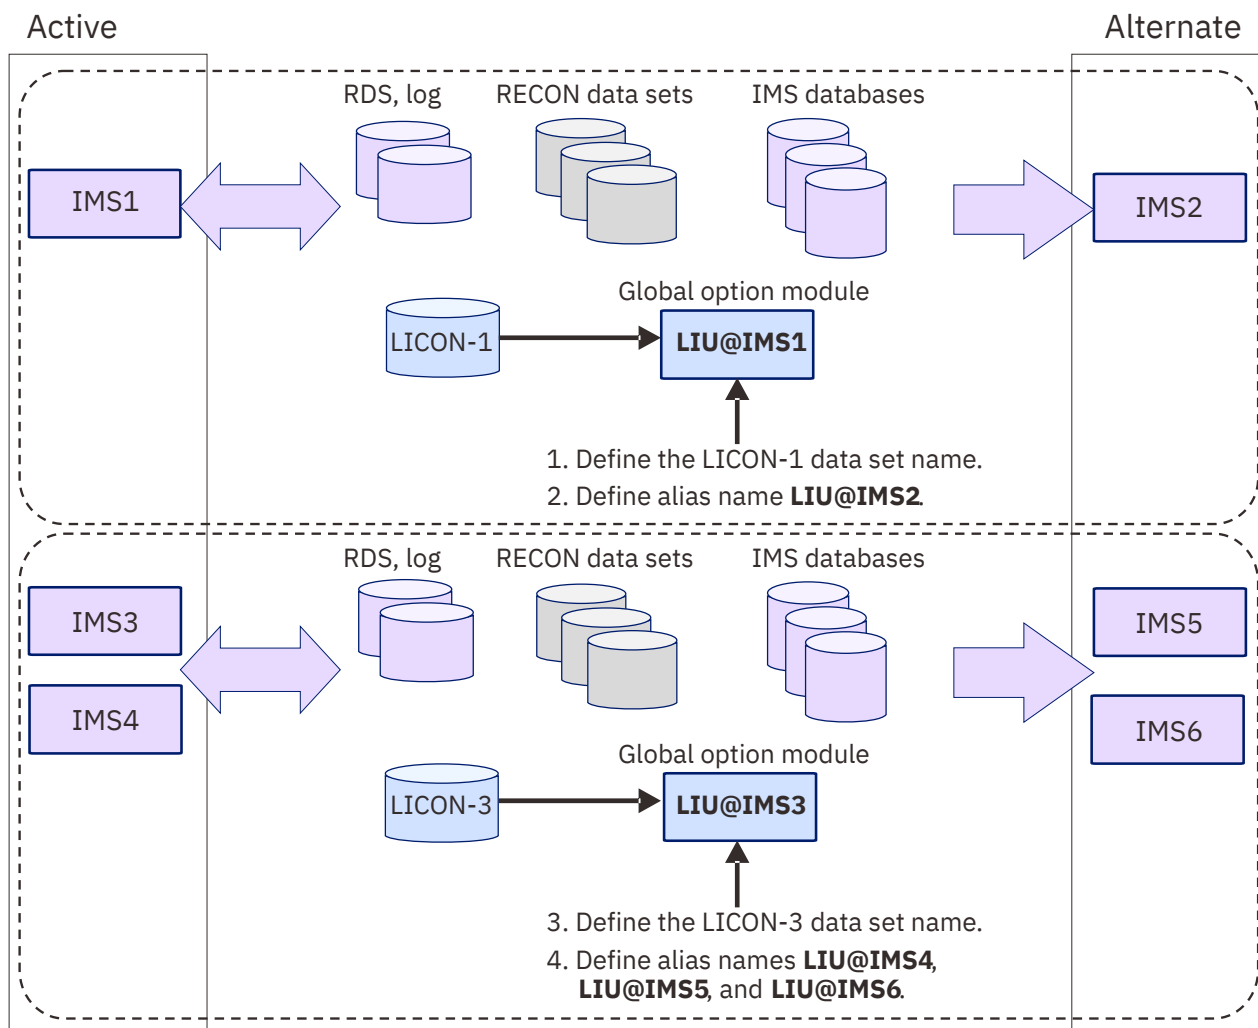 Active
Alternate
RDS, log
RECON data sets
IMS databases
IMS1
IMS2
Global option module
LICON-1
LIU@IMS1
1. Define the LICON-1 data set name.
2. Define alias name LIU@IMS2.
RDS, log
RECON data sets
IMS databases
IMS3
IMS5
IMS4
IMS6
Global option module
LICON-3
LIU@IMS3
3. Define the LICON-3 data set name.
4. Define alias names LIU@IMS4,
LIU@IMS5, and LIU@IMS6.